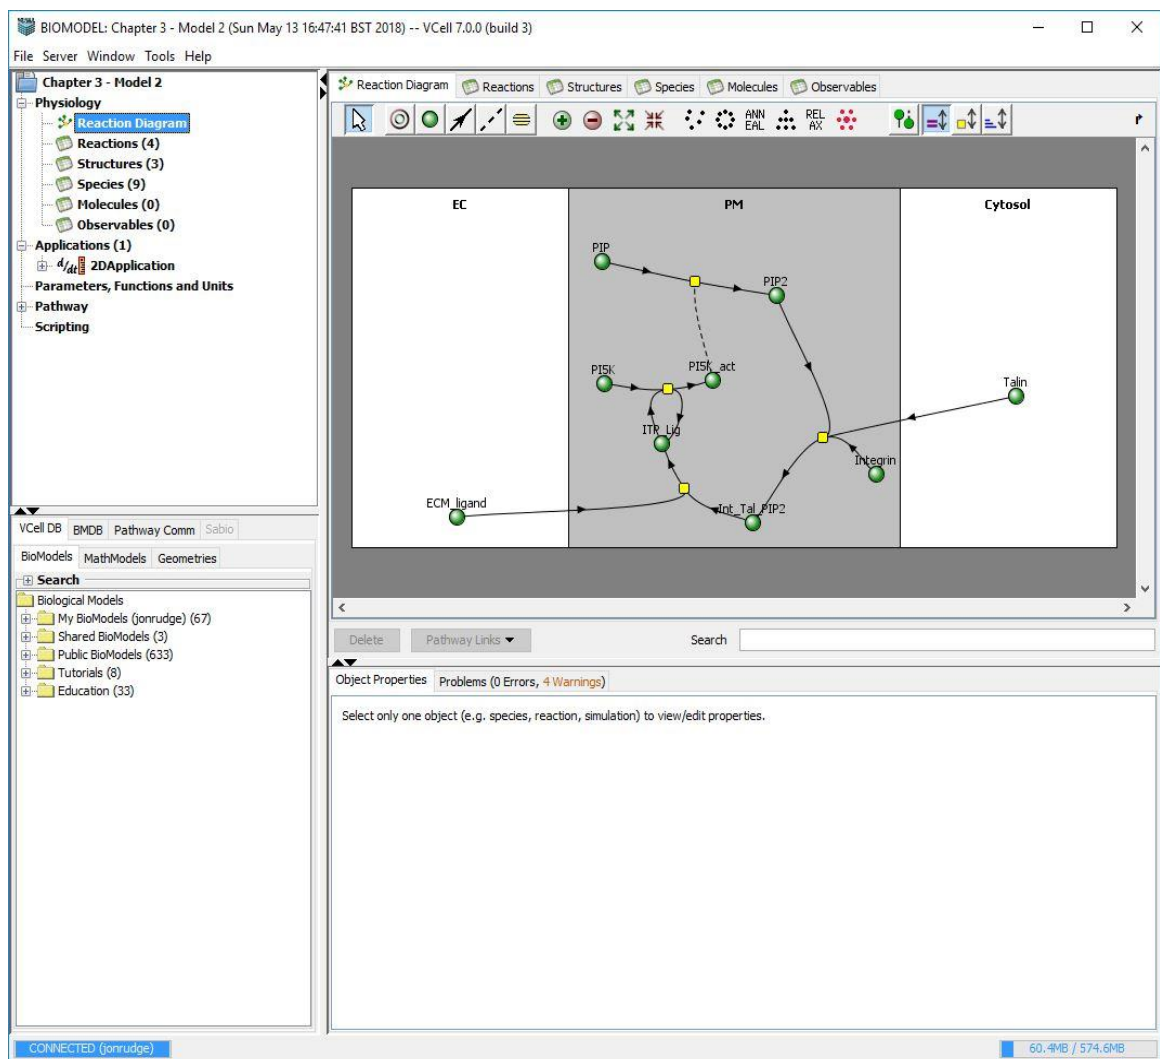 BIOMODEL: Chapter 3 - Model 2 (Sun May 13 16:47:41 BST 2018) -- VCell 7.0.0 (build 3)
File Server Window Tools Help
Chapter 3 - Model 2
Physiology
Reaction Diagram
Reactions (4)
Structures (3)
Species (9)
Molecules (0)
Observables (0)
Applications (1)
d/dt 2DApplication
Parameters, Functions and Units
Pathway
Scripting
VCell DB BMDB Pathway Comm Sabio
BioModels MathModels Geometries
Search
Biological Models
My BioModels (jonrudge) (67)
Shared BioModels (3)
Public BioModels (633)
Tutorials (8)
Education (33)
Reaction Diagram Reactions Structures Species Molecules Observables
ANN EAL REL AX
EC PM Cytosol
PIP
PIP2
PI5K PI5K_act
Talin
ITP_Lig
Integrin
ECM_ligand Int_Tal_PIP2
Delete Pathway Links Search
Object Properties Problems (0 Errors, 4 Warnings)
Select only one object (e.g. species, reaction, simulation) to view/edit properties.
CONNECTED (jonrudge) 60.4MB / 574.6MB